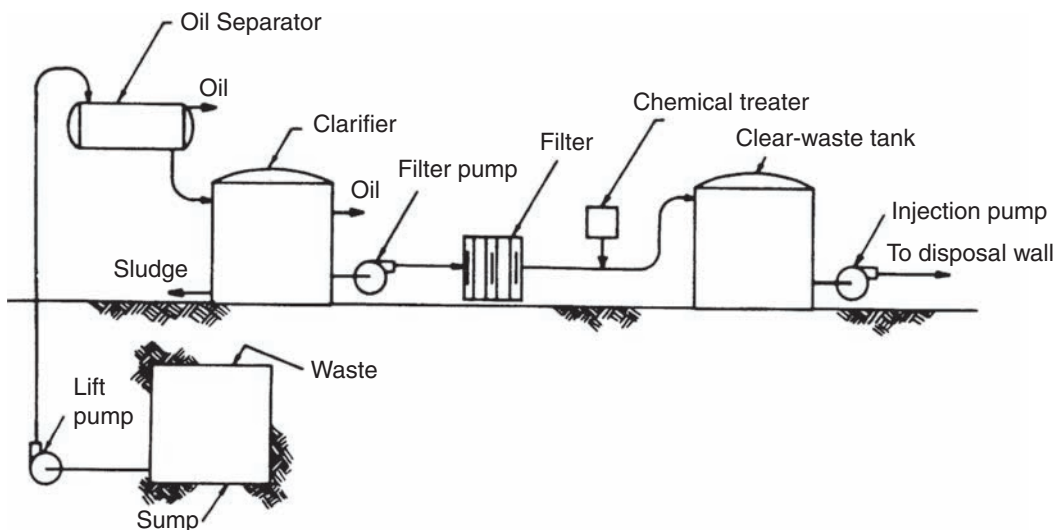 Oil Separator
Oil
Clarifier
Filter pump
Oil
Sludge
Filter
Chemical treater
Clear-waste tank
Injection pump
To disposal wall
Waste
Lift
pump
Sump